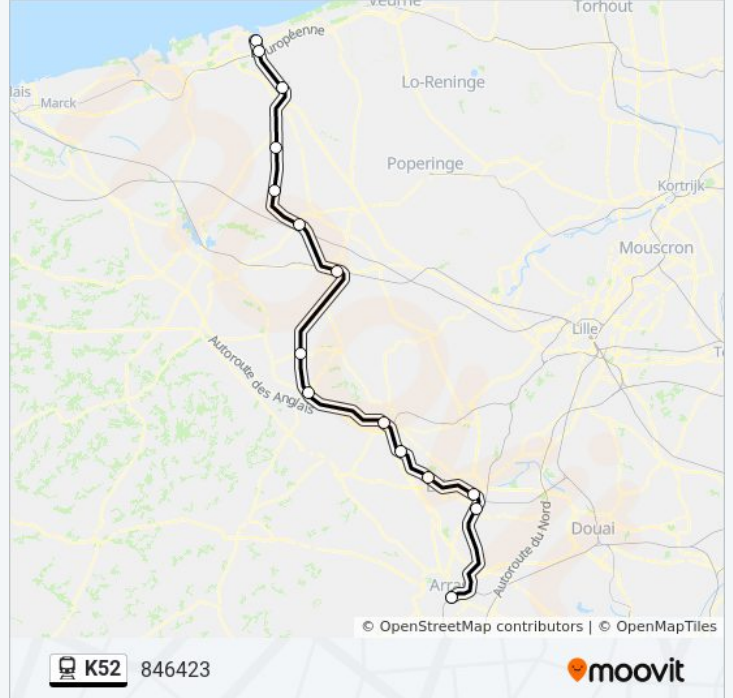 Veurne
Torhout
Européenne
Lo-Reninge
Marck
Poperinge
Kortrijk
Mouscron
Lille
Autoroute des Anglais
Autoroute du Nord
Douai
Arra
© OpenStreetMap contributors | © OpenMapTiles
K52 846423 moovit